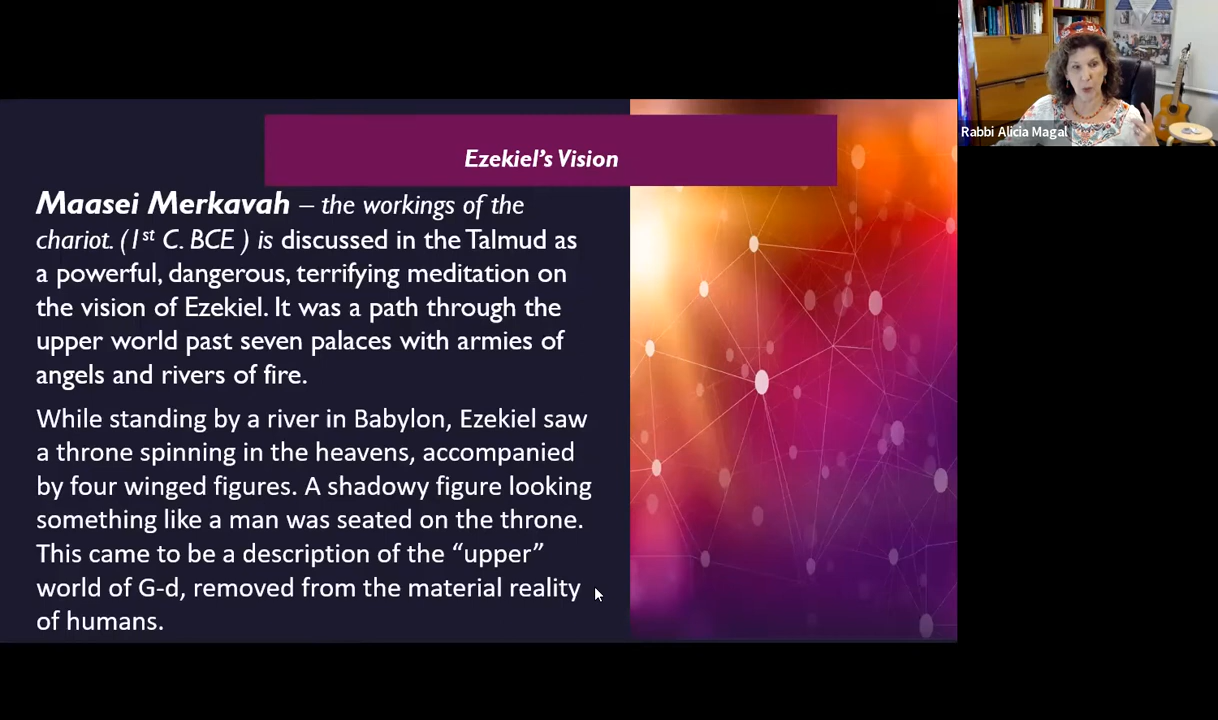 Ezekiel's Vision
Rabbi Alicia Magal
Maasei Merkavah – the workings of the
chariot. (1st C. BCE ) is discussed in the Talmud as
a powerful, dangerous, terrifying meditation on
the vision of Ezekiel. It was a path through the
upper world past seven palaces with armies of
angels and rivers of fire.
While standing by a river in Babylon, Ezekiel saw
a throne spinning in the heavens, accompanied
by four winged figures. A shadowy figure looking
something like a man was seated on the throne.
This came to be a description of the “upper”
world of G-d, removed from the material reality
of humans.